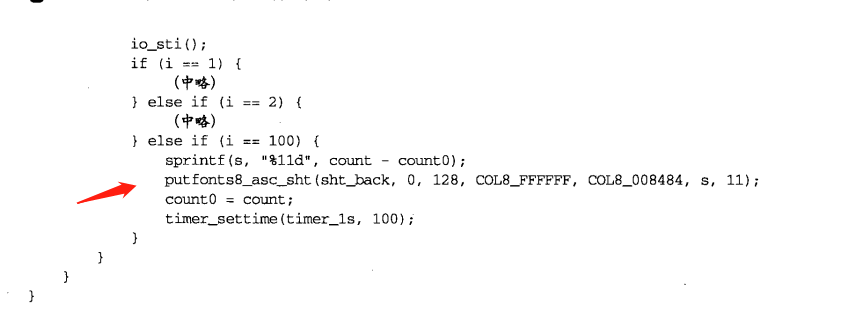 io_sti();
if (i == 1) {
(中略)
} else if (i == 2) {
(中略)
} else if (i == 100) {
sprintf(s, "%11d", count - count0);
putfonts8_asc_sht(sht_back, 0, 128, COL8_FFFFFF, COL8_008484, s, 11);
count0 = count;
timer_settime(timer_1s, 100);
}
}
}
}